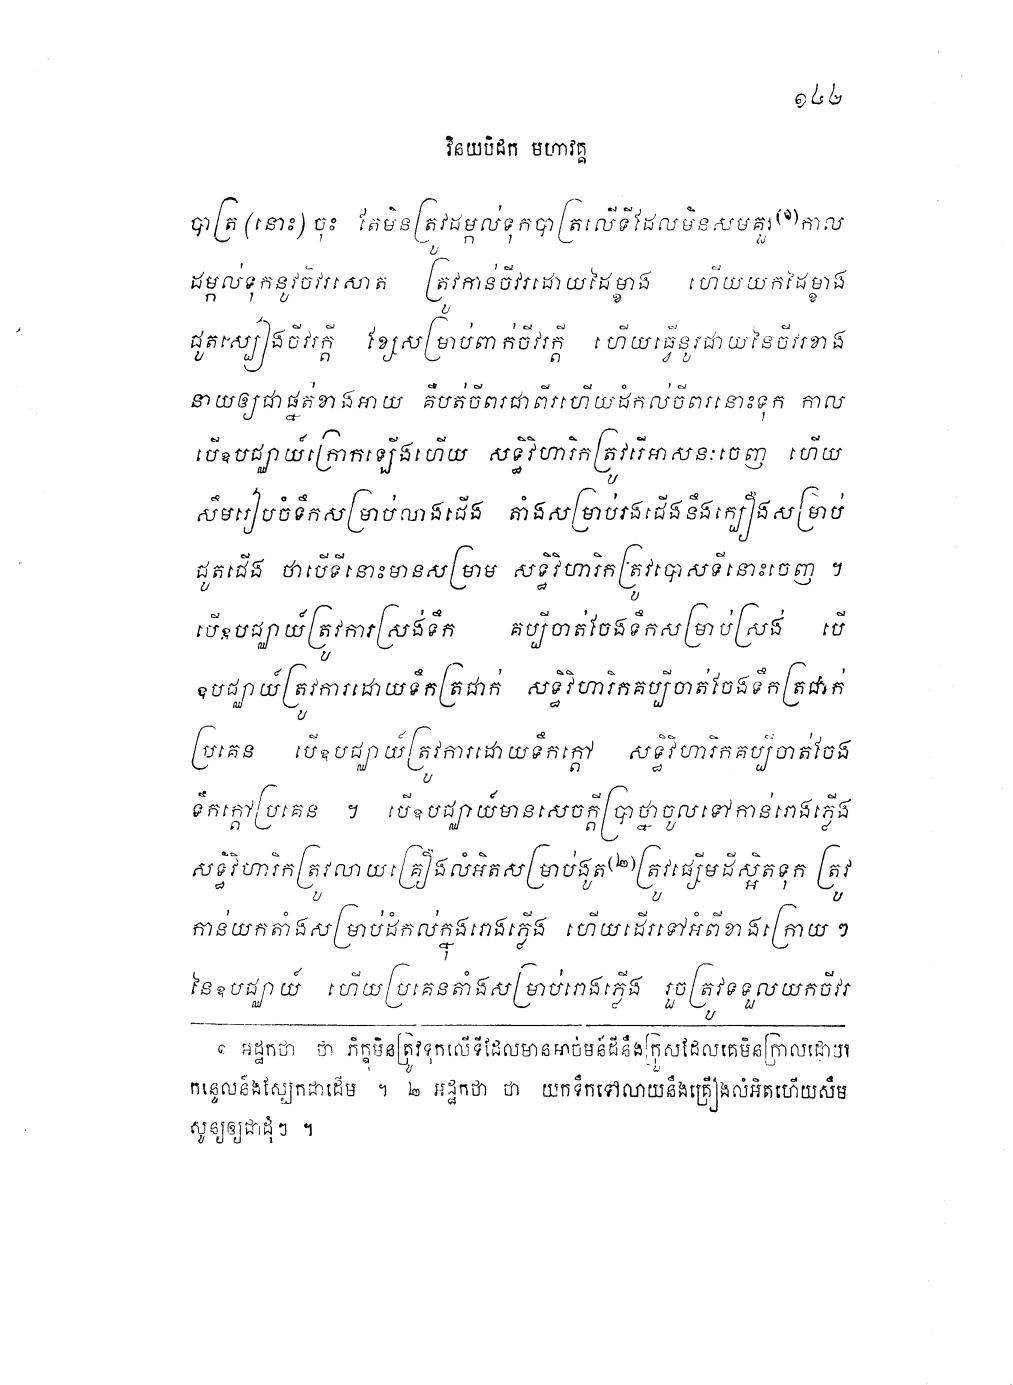 ១៤២
វិនយបិដក មហាវគ្គ
បាត្រ (នោះ) ចុះ តែមិនត្រូវដម្កល់ទុកបាត្រលើទីដែលមិនសមគួរ(១)កាល
ដម្កល់ទុកនូវចីវរសោត ត្រូវកាន់ចីវរដោយដៃម្ខាង ហើយយកដៃម្ខាង
ជូតស្បៀងចីវរក្តី ខ្សែសម្រាប់ពាក់ចីវរក្តី ហើយធ្វើនូវជាយនៃចីវរខាង
នាយឲ្យជាផ្នត់ខាងអាយ គឺបត់ចីពរជាពីរហើយដំកល់ចីពរនោះទុក កាល
បើឧបជ្ឈាយ៍ក្រោកឡើងហើយ សទ្ធិវិហារិកត្រូវរើអាសនៈចេញ ហើយ
សឹមរៀបចំទឹកសម្រាប់លាងជើង តាំងសម្រាប់រងជើងនឹងក្បឿងសម្រាប់
ជូតជើង ថាបើទីនោះមានសម្រាម សទ្ធិវិហារិកត្រូវបោសទីនោះចេញ ។
បើឧបជ្ឈាយ៍ត្រូវការស្រង់ទឹក គប្បីចាត់ចែងទឹកសម្រាប់ស្រង់ បើ
ឧបជ្ឈាយ៍ត្រូវការដោយទឹកត្រជាក់ សទ្ធិវិហារិកគប្បីចាត់ចែងទឹកត្រជាក់
ប្រគេន បើឧបជ្ឈាយ៍ត្រូវការដោយទឹកក្តៅ សទ្ធិវិហារិកគប្បីចាត់ចែង
ទឹកក្តៅប្រគេន ។ បើឧបជ្ឈាយ៍មានសេចក្តីប្រាថ្នាចូលទៅកាន់រោងភ្លើង
សទ្ធិវិហារិកត្រូវលាយគ្រឿងលំអិតសម្រាប់ងូត(២)ត្រូវផ្សើមដីស្អិតទុក ត្រូវ
កាន់យកតាំងសម្រាប់ដំកល់ក្នុងរោងភ្លើង ហើយដើរទៅអំពីខាងក្រោយ ៗ
នៃឧបជ្ឈាយ៍ ហើយប្រគេនតាំងសម្រាប់រោងភ្លើង រួចត្រូវទទួលយកចីវរ
១ អដ្ឋកថា ថា ភិក្ខុមិនត្រូវទុកលើទីដែលមានអាច់មន៍ដីនឹងក្រួសដែលគេមិនក្រាលដោយ
កន្ទេលនឹងស្បែកជាដើម ។ ២ អដ្ឋកថា ថា យកទឹកទៅលាយនឹងគ្រឿងលំអិតហើយសឹម
សូន្យឲ្យជាដុំៗ ។